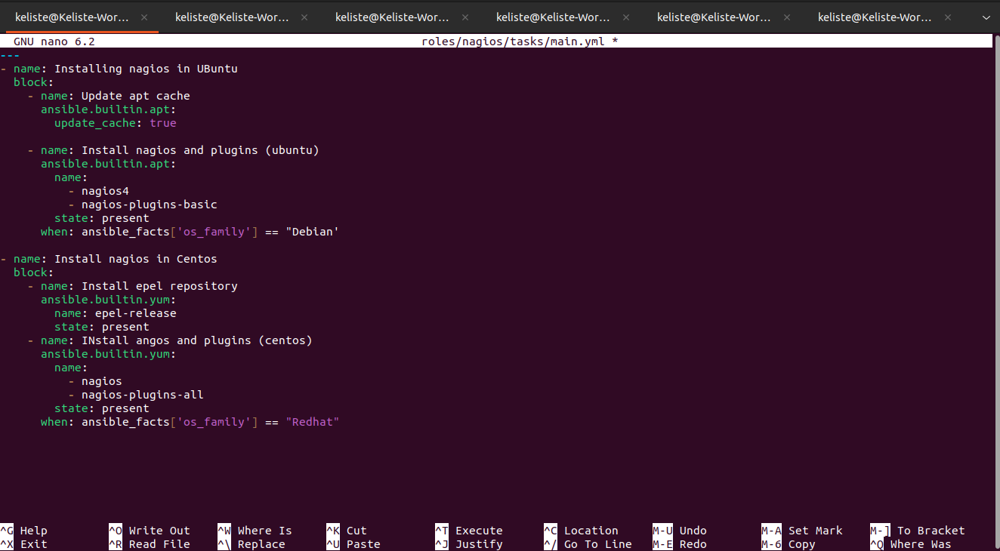 keliste@Keliste-Wor... × keliste@Keliste-Wor... × keliste@Keliste-Wor... × keliste@Keliste-Wor... × keliste@Keliste-Wor... × keliste@Keliste-Wor... ×
GNU nano 6.2 roles/nagios/tasks/main.yml *
---
- name: Installing nagios in UBuntu
  block:
    - name: Update apt cache
      ansible.builtin.apt:
        update_cache: true

    - name: Install nagios and plugins (ubuntu)
      ansible.builtin.apt:
        name:
          - nagios4
          - nagios-plugins-basic
        state: present
      when: ansible_facts['os_family'] == "Debian'

- name: Install nagios in Centos
  block:
    - name: Install epel repository
      ansible.builtin.yum:
        name: epel-release
        state: present
    - name: INstall angos and plugins (centos)
      ansible.builtin.yum:
        name:
          - nagios
          - nagios-plugins-all
        state: present
      when: ansible_facts['os_family'] == "Redhat"
^G Help ^O Write Out ^W Where Is ^K Cut ^T Execute ^C Location M-U Undo M-A Set Mark M-] To Bracket
^X Exit ^R Read File ^\ Replace ^U Paste ^J Justify ^/ Go To Line M-E Redo M-6 Copy ^Q Where Was